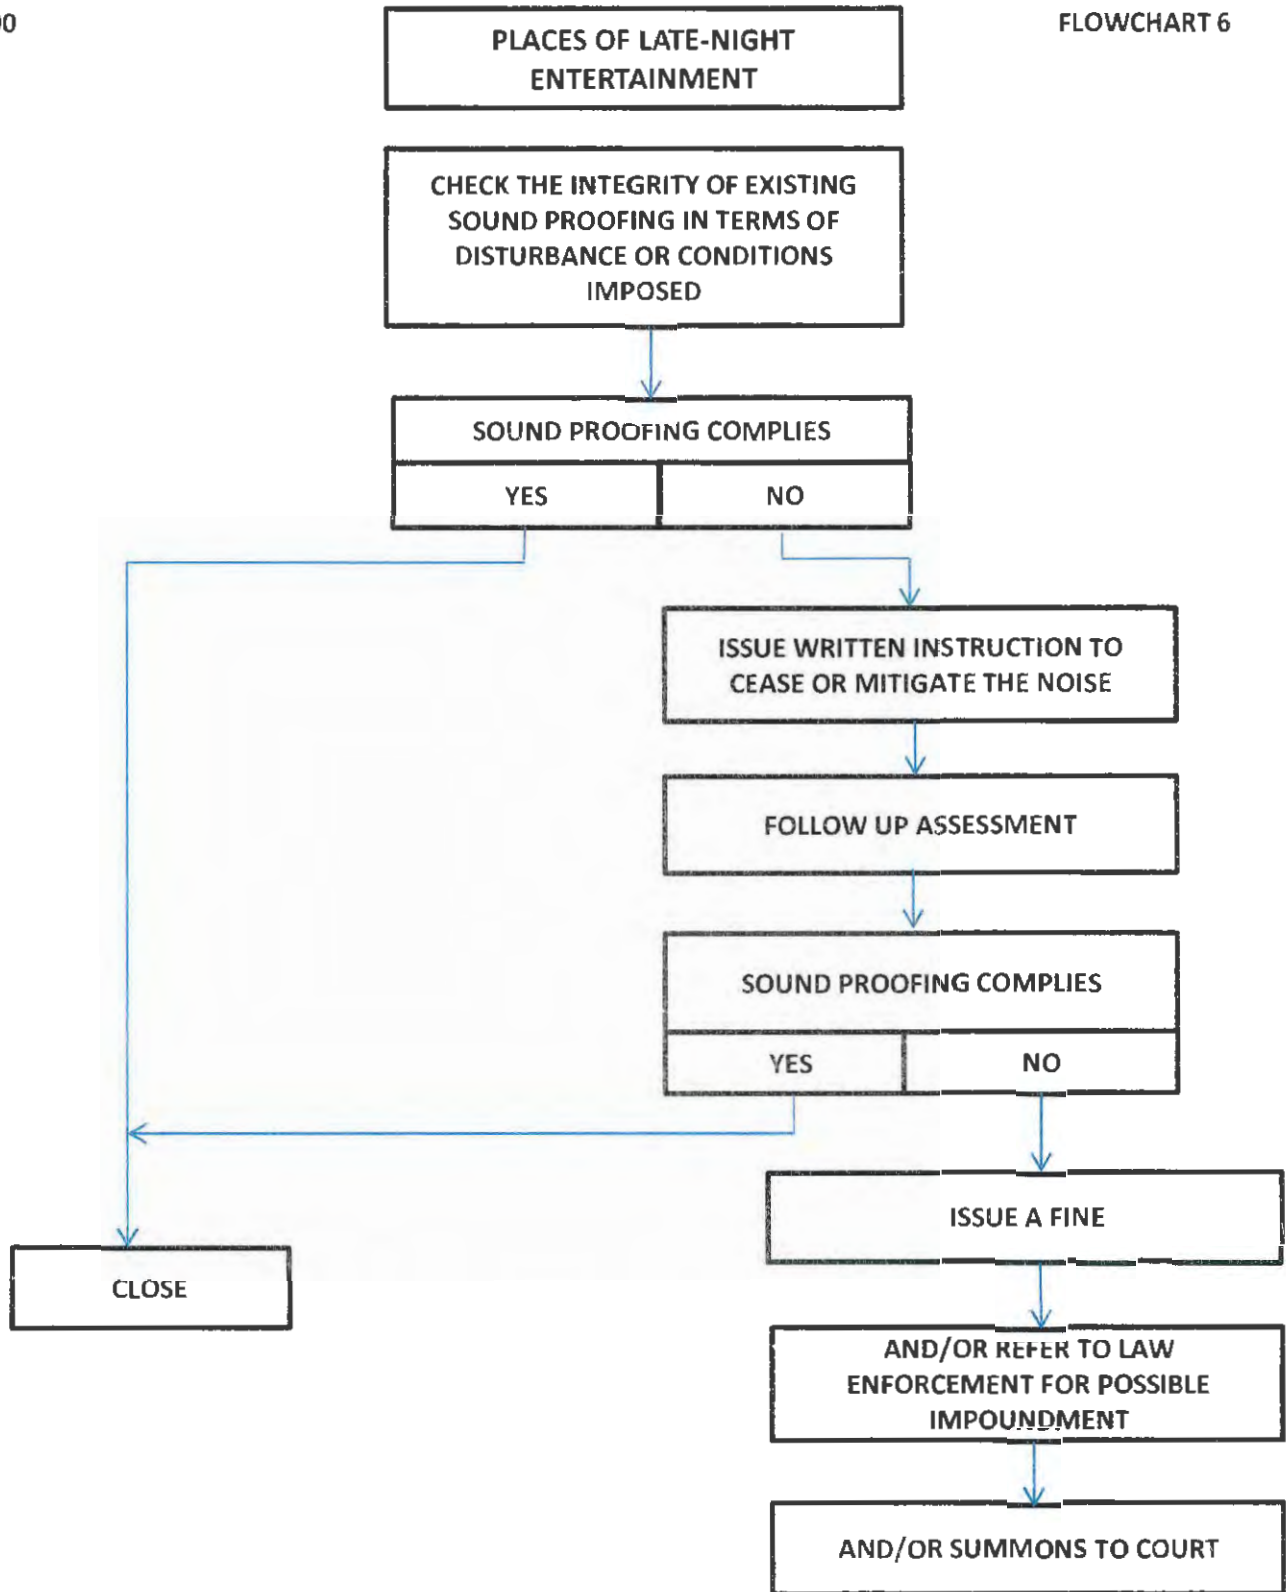 FLOWCHART 6
PLACES OF LATE-NIGHT
ENTERTAINMENT
CHECK THE INTEGRITY OF EXISTING
SOUND PROOFING IN TERMS OF
DISTURBANCE OR CONDITIONS
IMPOSED
SOUND PROOFING COMPLIES
YES
NO
ISSUE WRITTEN INSTRUCTION TO
CEASE OR MITIGATE THE NOISE
FOLLOW UP ASSESSMENT
SOUND PROOFING COMPLIES
YES
NO
ISSUE A FINE
CLOSE
AND/OR REFER TO LAW
ENFORCEMENT FOR POSSIBLE
IMPOUNDMENT
AND/OR SUMMONS TO COURT